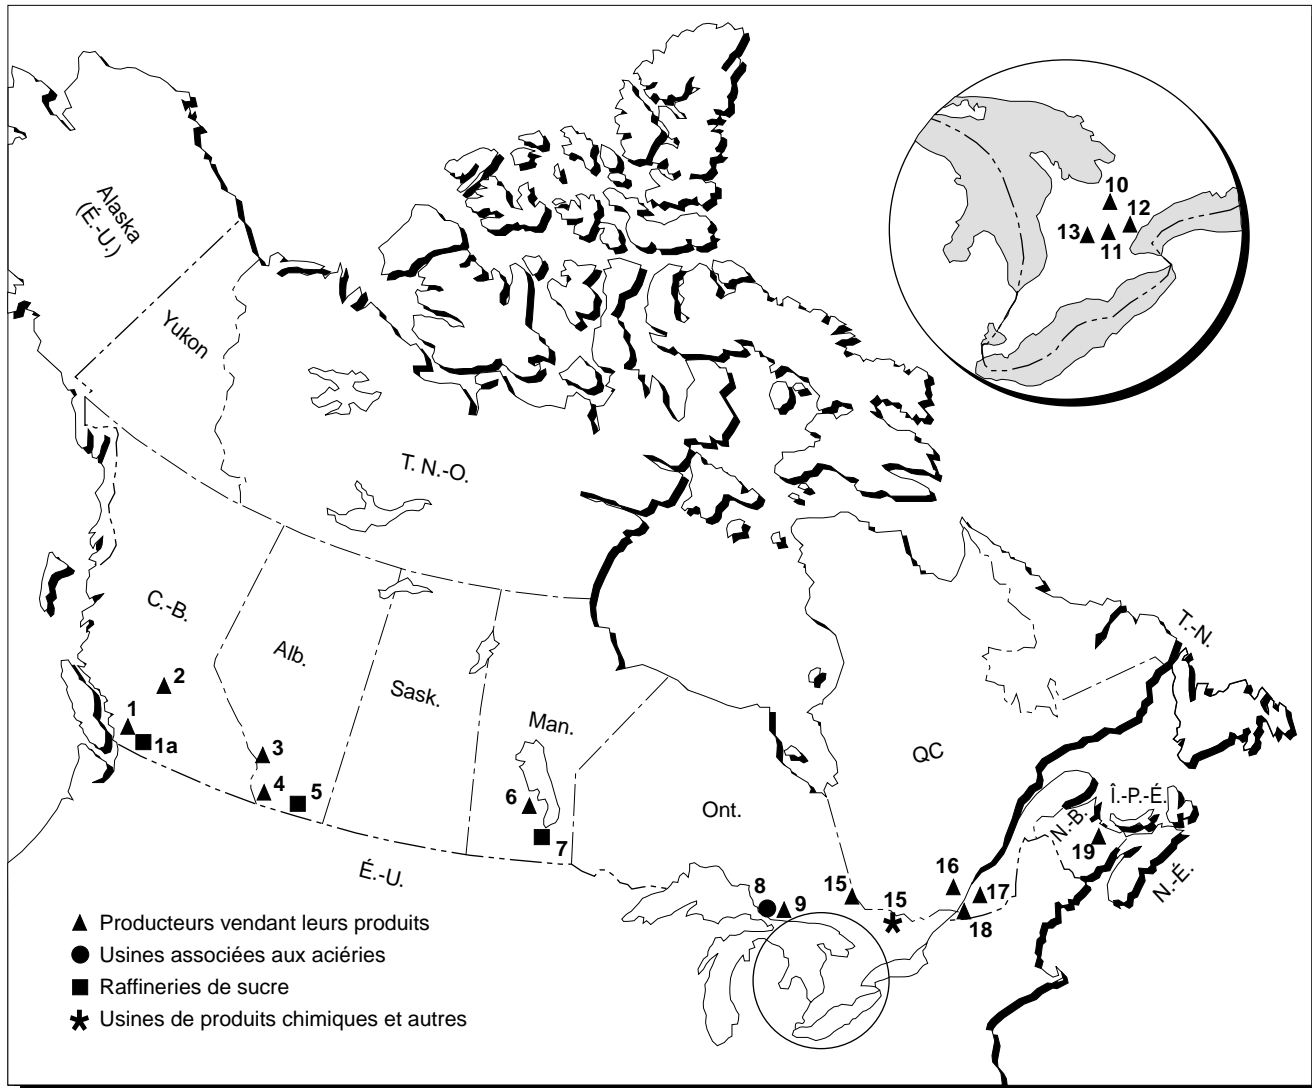 Alaska
(É.-U.)
Yukon
T. N.-O.
C.-B.
Alb.
Sask.
Man.
Ont.
QC
T.-N.
Î.-P.-É.
N.-B.
N.-É.
É.-U.
1
1a
2
3
4
5
6
7
8
9
15
15
16
17
18
19
10
12
13
11
Producteurs vendant leurs produits
Usines associées aux aciéries
Raffineries de sucre
Usines de produits chimiques et autres